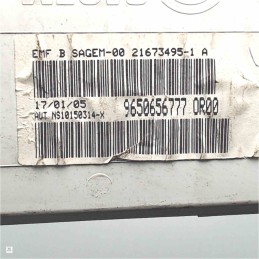 EMF B SAGEM-00 21673495-1 A
17/01/05 9650656777 0R00
AUT NS10150314-X